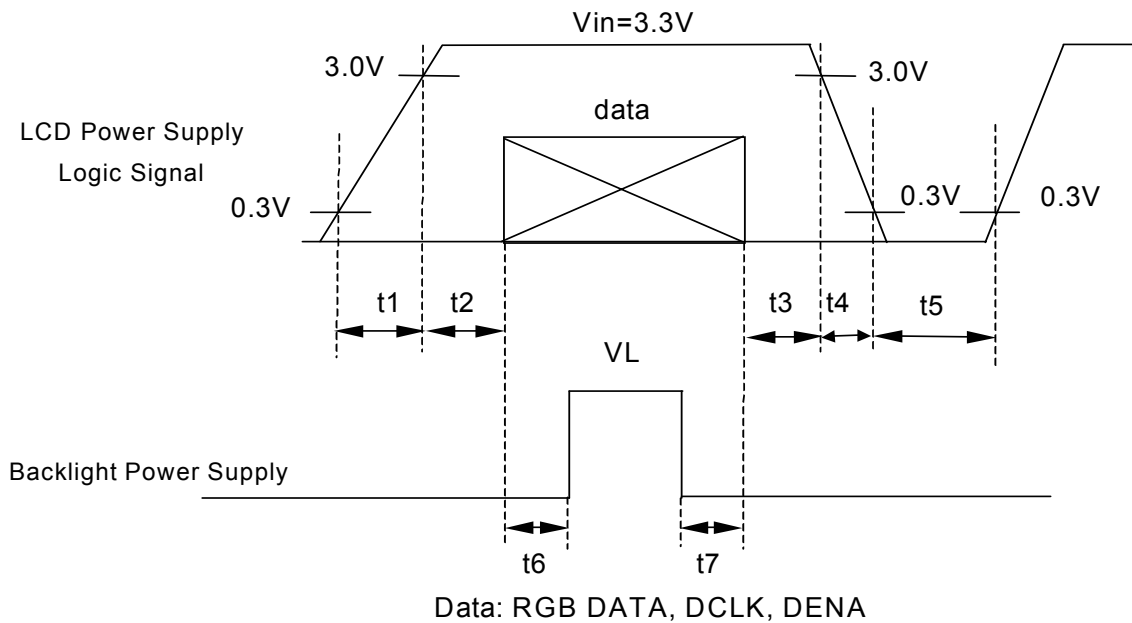 Vin=3.3V
3.0V
3.0V
data
LCD Power Supply
Logic Signal
0.3V
0.3V
0.3V
t1
t2
t3
t4
t5
VL
Backlight Power Supply
t6
t7
Data: RGB DATA, DCLK, DENA